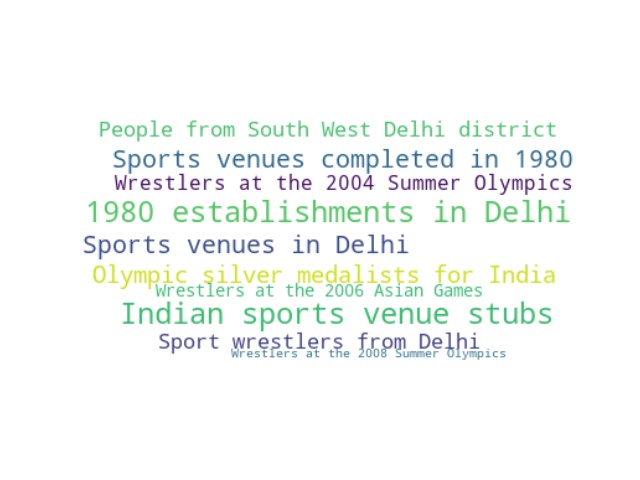 People from South West Delhi district
Sports venues completed in 1980
Wrestlers at the 2004 Summer Olympics
1980 establishments in Delhi
Sports venues in Delhi
Olympic silver medalists for India
Wrestlers at the 2006 Asian Games
Indian sports venue stubs
Sport wrestlers from Delhi
Wrestlers at the 2008 Summer Olympics